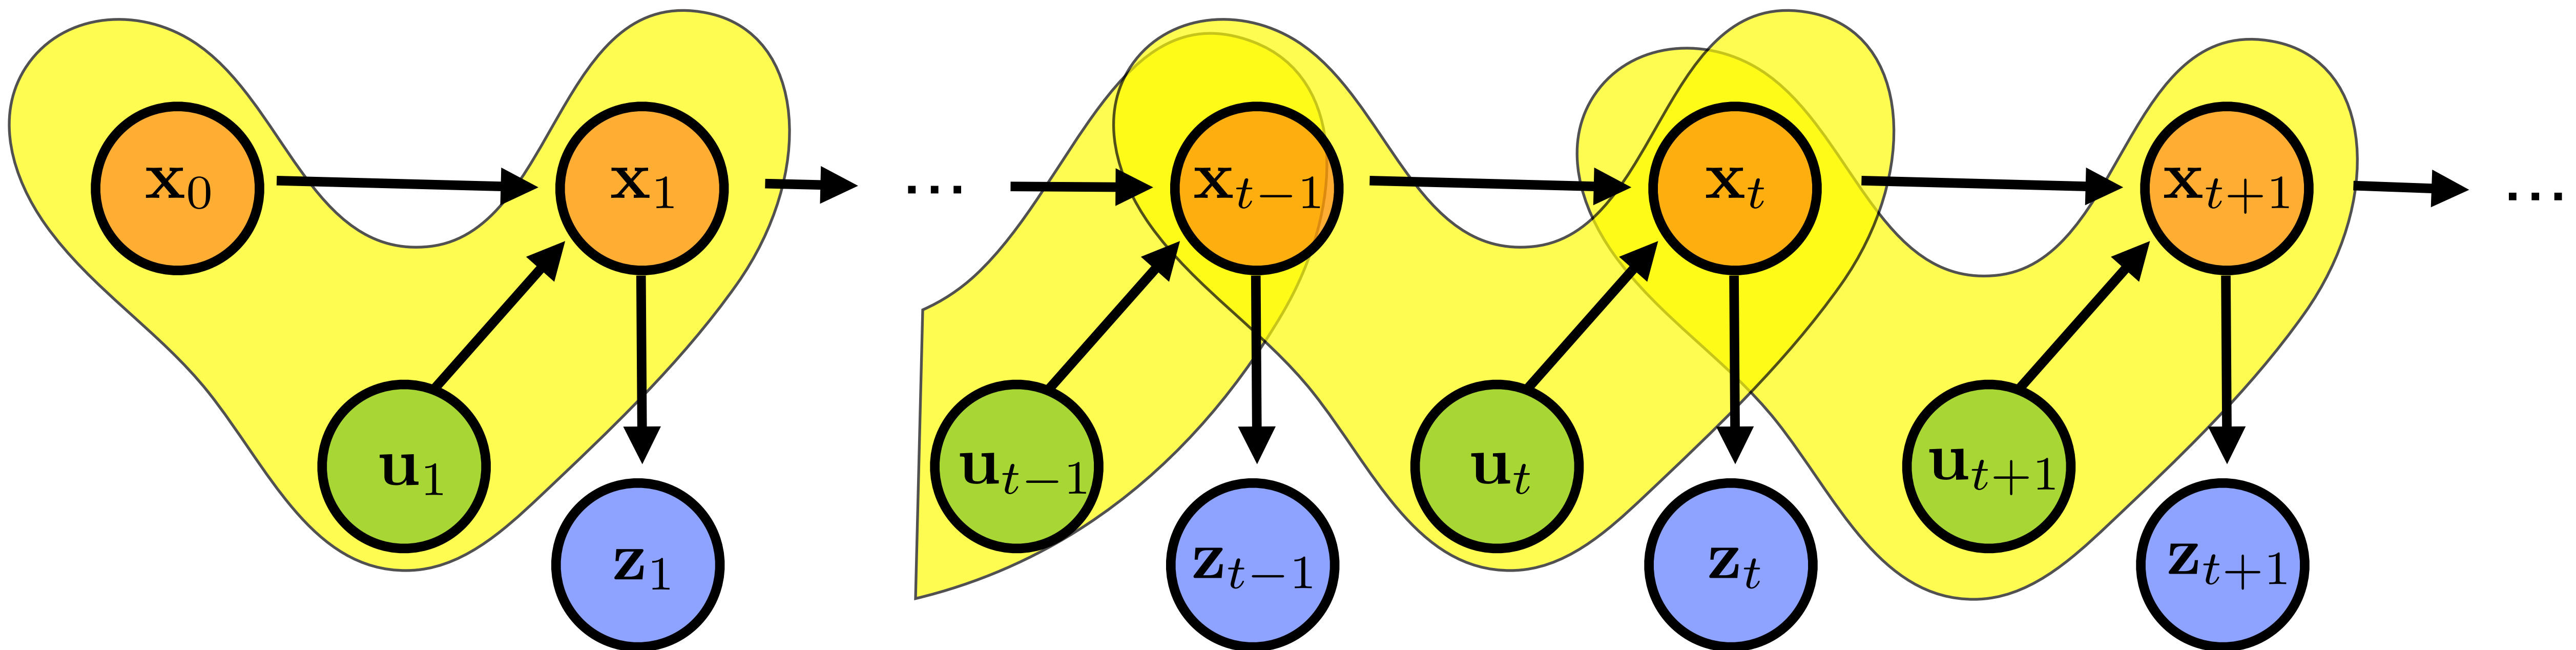 x₀ x₁ ... xₜ₋₁ xₜ xₜ₊₁ ...
u₁ uₜ₋₁ uₜ uₜ₊₁
z₁ zₜ₋₁ zₜ zₜ₊₁